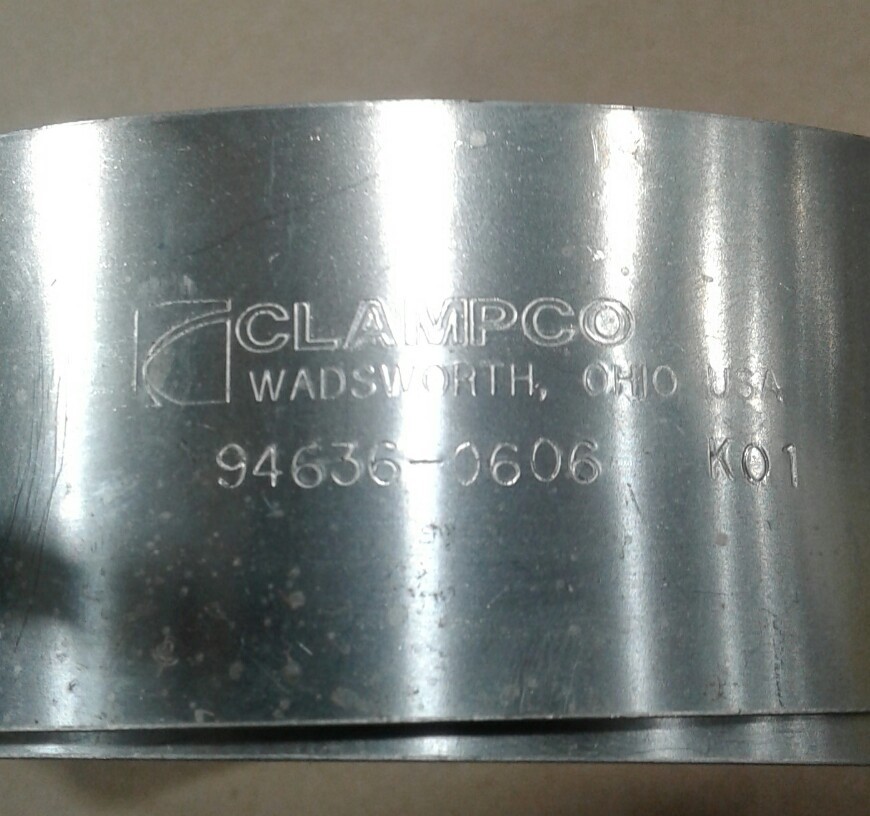 CLAMPCO
WADSWORTH, OHIO USA
94636-0606 K01